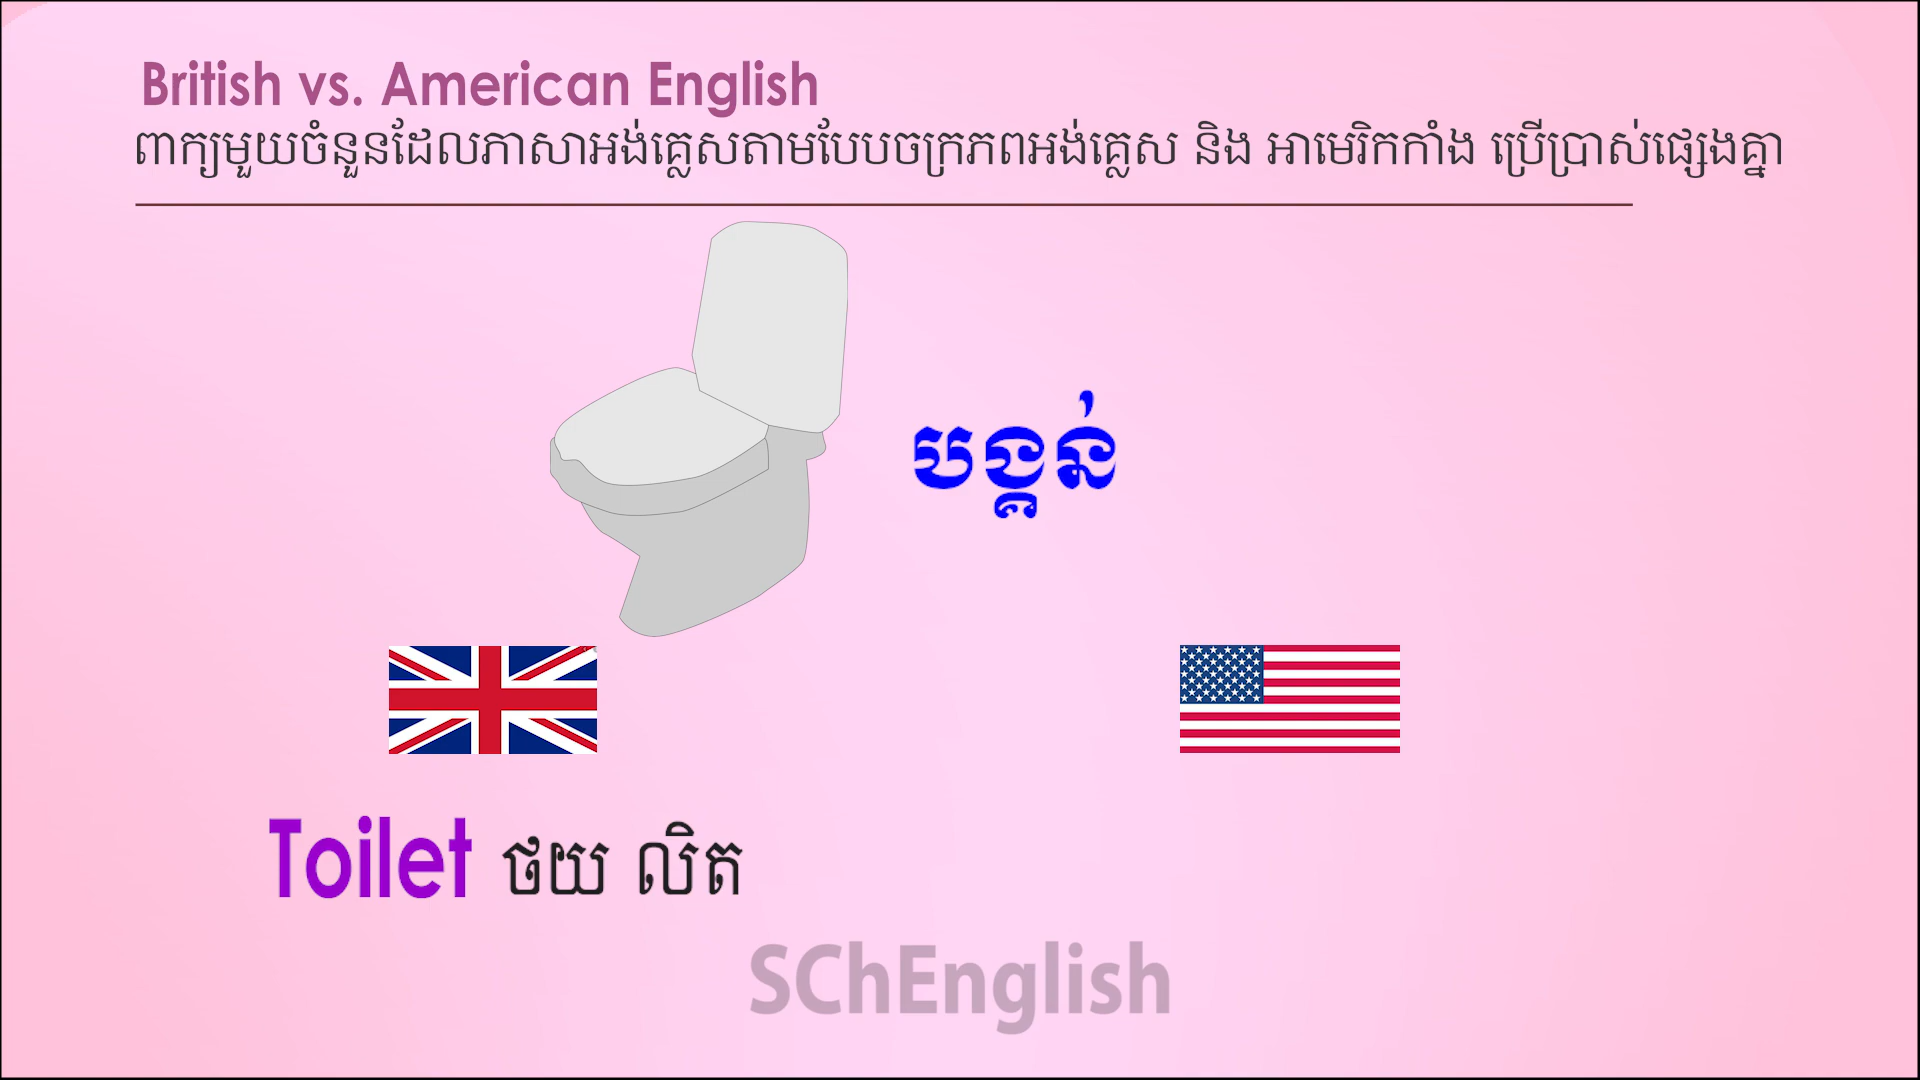 British vs. American English
ពាក្យមួយចំនួនដែលភាសាអង់គ្លេសតាមបែបចក្រភពអង់គ្លេស និង អាមេរិកកាំង ប្រើប្រាស់ផ្សេងគ្នា
បង្គន់
Toilet ថយ លិត
SChEnglish